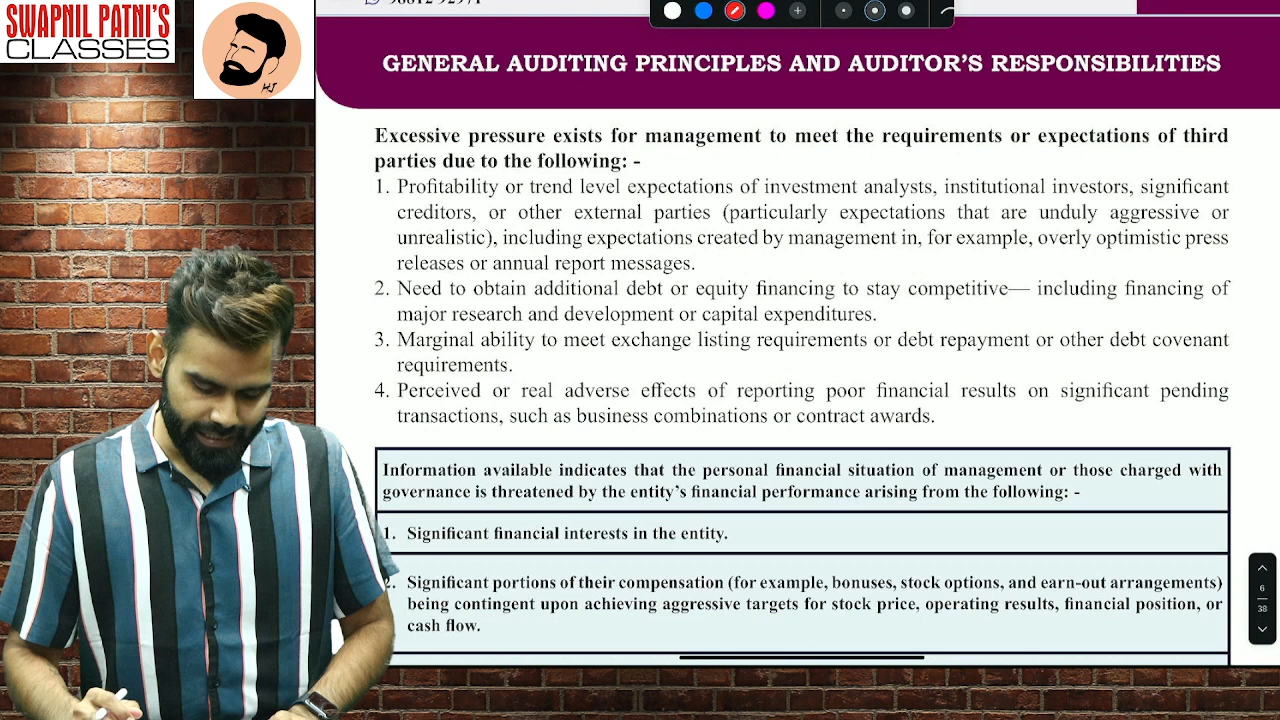 SWAPNIL PATNI'S
CLASSES
GENERAL AUDITING PRINCIPLES AND AUDITOR'S RESPONSIBILITIES
Excessive pressure exists for management to meet the requirements or expectations of third
parties due to the following: -
1. Profitability or trend level expectations of investment analysts, institutional investors, significant
creditors, or other external parties (particularly expectations that are unduly aggressive or
unrealistic), including expectations created by management in, for example, overly optimistic press
releases or annual report messages.
2. Need to obtain additional debt or equity financing to stay competitive— including financing of
major research and development or capital expenditures.
3. Marginal ability to meet exchange listing requirements or debt repayment or other debt covenant
requirements.
4. Perceived or real adverse effects of reporting poor financial results on significant pending
transactions, such as business combinations or contract awards.
Information available indicates that the personal financial situation of management or those charged with
governance is threatened by the entity's financial performance arising from the following: -
1. Significant financial interests in the entity.
2. Significant portions of their compensation (for example, bonuses, stock options, and earn-out arrangements)
being contingent upon achieving aggressive targets for stock price, operating results, financial position, or
cash flow.
6
38